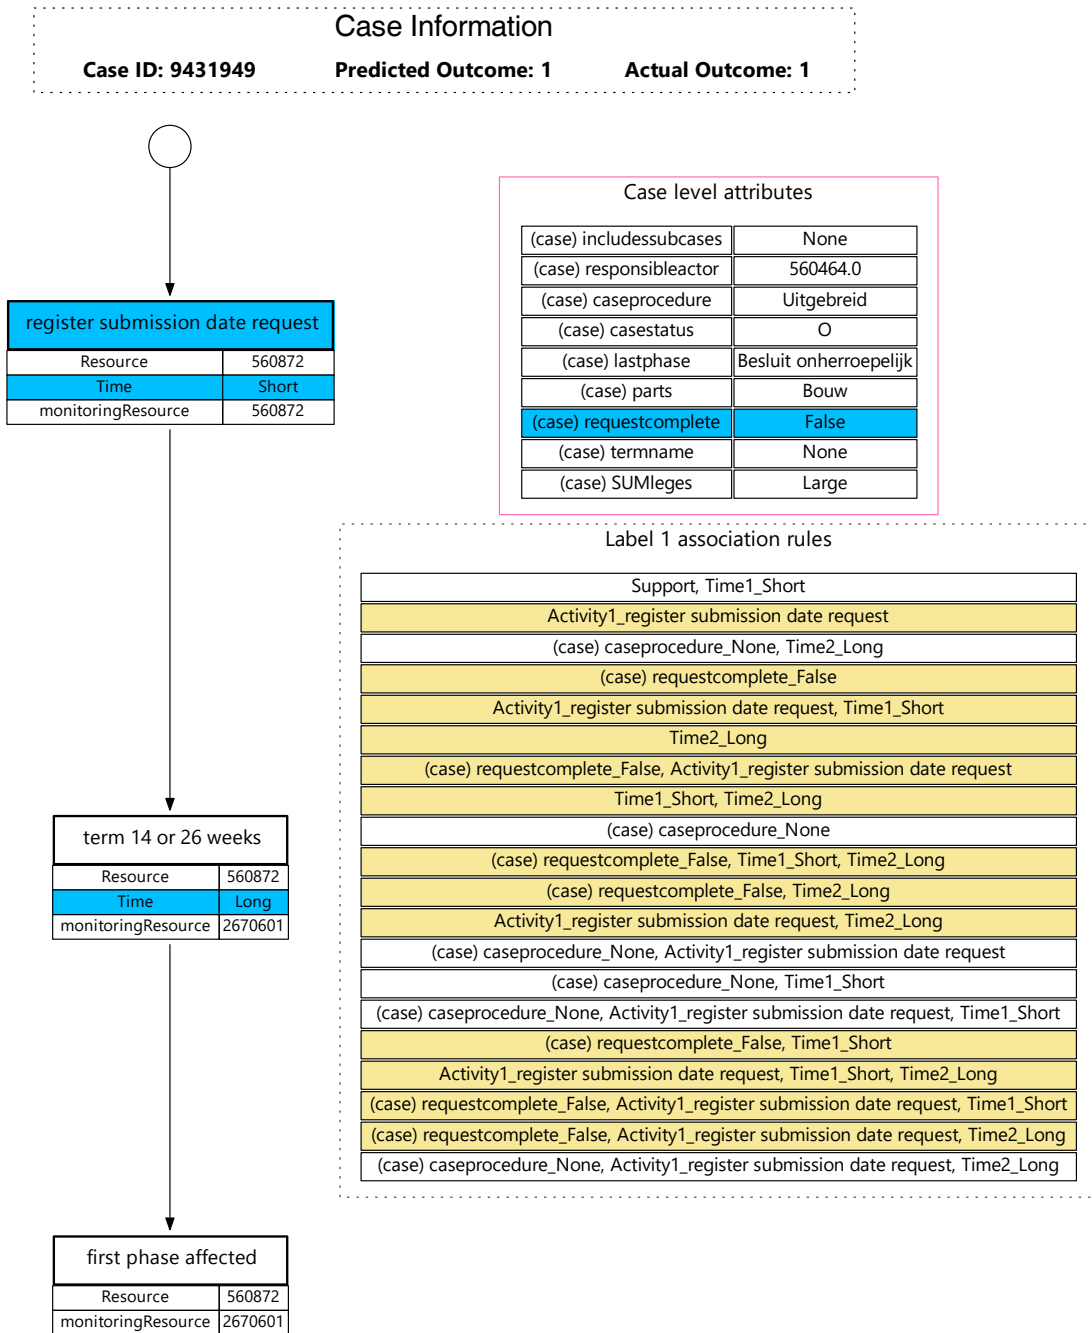 Case Information
Case ID: 9431949 Predicted Outcome: 1 Actual Outcome: 1
Case level attributes
(case) includessubcases None
(case) responsibleactor 560464.0
(case) caseprocedure Uitgebreid
(case) casestatus O
(case) lastphase Besluit onherroepelijk
(case) parts Bouw
(case) requestcomplete False
(case) termname None
(case) SUMleges Large
register submission date request
Resource 560872
Time Short
monitoringResource 560872
Label 1 association rules
Support, Time1_Short
Activity1_register submission date request
(case) caseprocedure_None, Time2_Long
(case) requestcomplete_False
Activity1_register submission date request, Time1_Short
Time2_Long
(case) requestcomplete_False, Activity1_register submission date request
Time1_Short, Time2_Long
(case) caseprocedure_None
(case) requestcomplete_False, Time1_Short, Time2_Long
(case) requestcomplete_False, Time2_Long
Activity1_register submission date request, Time2_Long
(case) caseprocedure_None, Activity1_register submission date request
(case) caseprocedure_None, Time1_Short
(case) caseprocedure_None, Activity1_register submission date request, Time1_Short
(case) requestcomplete_False, Time1_Short
Activity1_register submission date request, Time1_Short, Time2_Long
(case) requestcomplete_False, Activity1_register submission date request, Time1_Short
(case) requestcomplete_False, Activity1_register submission date request, Time2_Long
(case) caseprocedure_None, Activity1_register submission date request, Time2_Long
term 14 or 26 weeks
Resource 560872
Time Long
monitoringResource 2670601
first phase affected
Resource 560872
monitoringResource 2670601